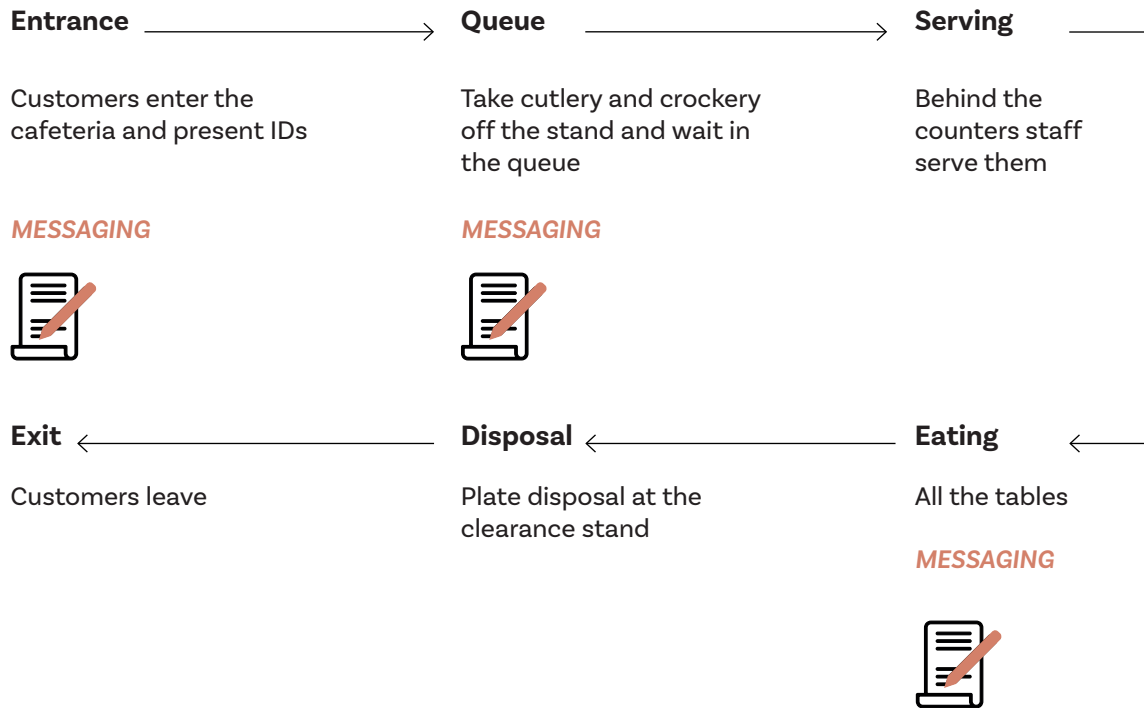 Entrance
Customers enter the
cafeteria and present IDs
MESSAGING
Queue
Take cutlery and crockery
off the stand and wait in
the queue
MESSAGING
Serving
Behind the
counters staff
serve them
Exit
Customers leave
Disposal
Plate disposal at the
clearance stand
Eating
All the tables
MESSAGING